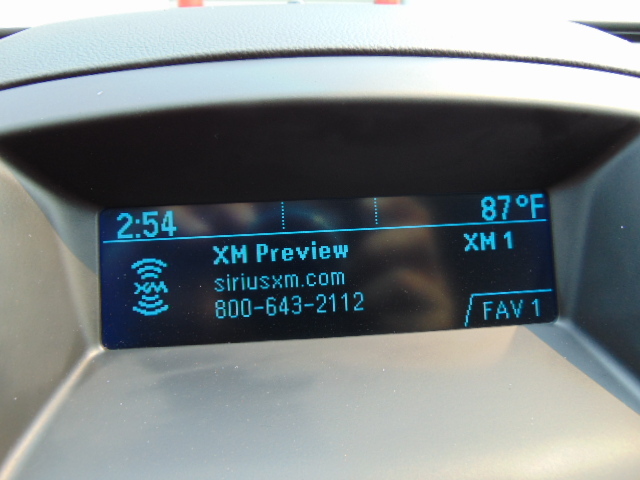 2:54 87°F
XM Preview XM 1
siriusxm.com
XM
800-643-2112
FAV 1